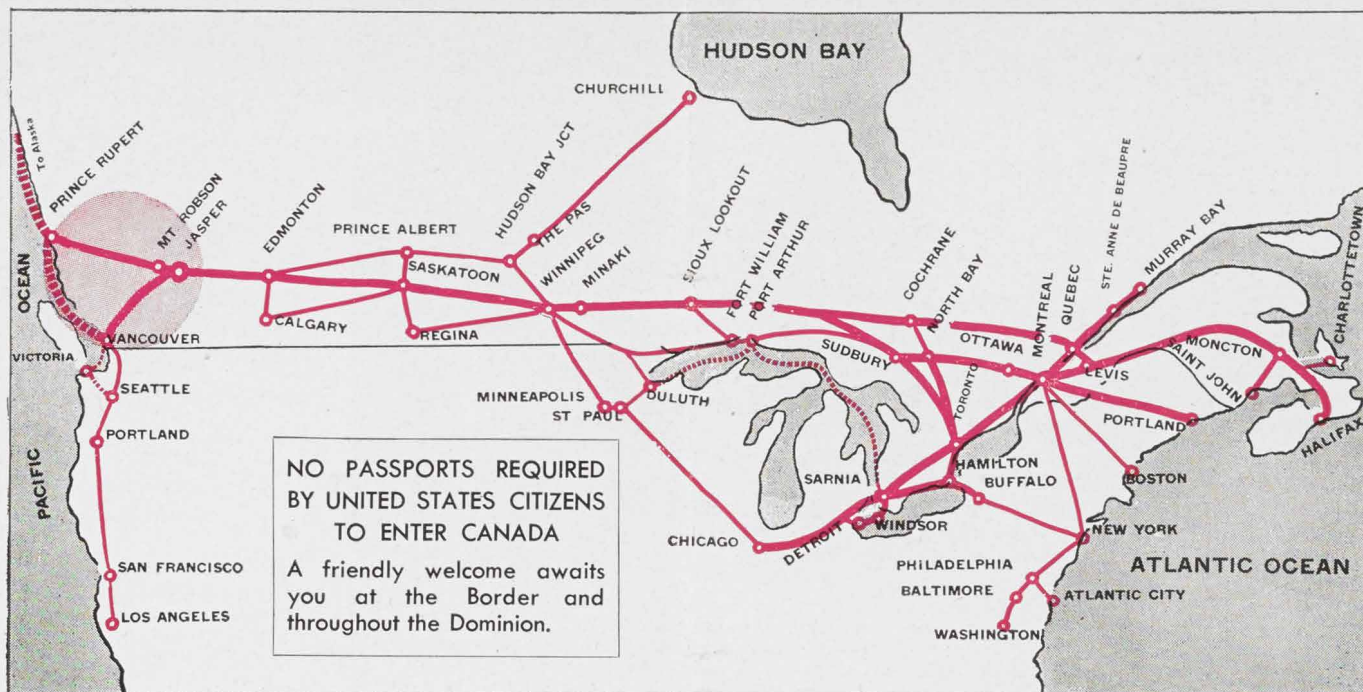 HUDSON BAY
CHURCHILL
To Alaska
PRINCE RUPERT
MT. ROBSON
JASPER
EDMONTON
PRINCE ALBERT
SASKATOON
HUDSON BAY JCT
THE PAS
WINNIPEG
MINAKI
SIOUX LOOKOUT
FORT WILLIAM
PORT ARTHUR
COCHRANE
NORTH BAY
MONTREAL
QUEBEC
STE. ANNE DE BEAUPRE
MURRAY BAY
CHARLOTTETOWN
PACIFIC OCEAN
VANCOUVER
VICTORIA
CALGARY
REGINA
SUDBURY
OTTAWA
TORONTO
LEVIS
SAINT JOHN
MONCTON
HALIFAX
SEATTLE
PORTLAND
MINNEAPOLIS
ST PAUL
DULUTH
PORTLAND
SARNIA
HAMILTON
BUFFALO
BOSTON
CHICAGO
DETROIT
WINDSOR
NEW YORK
SAN FRANCISCO
LOS ANGELES
PHILADELPHIA
BALTIMORE
ATLANTIC CITY
WASHINGTON
ATLANTIC OCEAN
NO PASSPORTS REQUIRED
BY UNITED STATES CITIZENS
TO ENTER CANADA
A friendly welcome awaits
you at the Border and
throughout the Dominion.